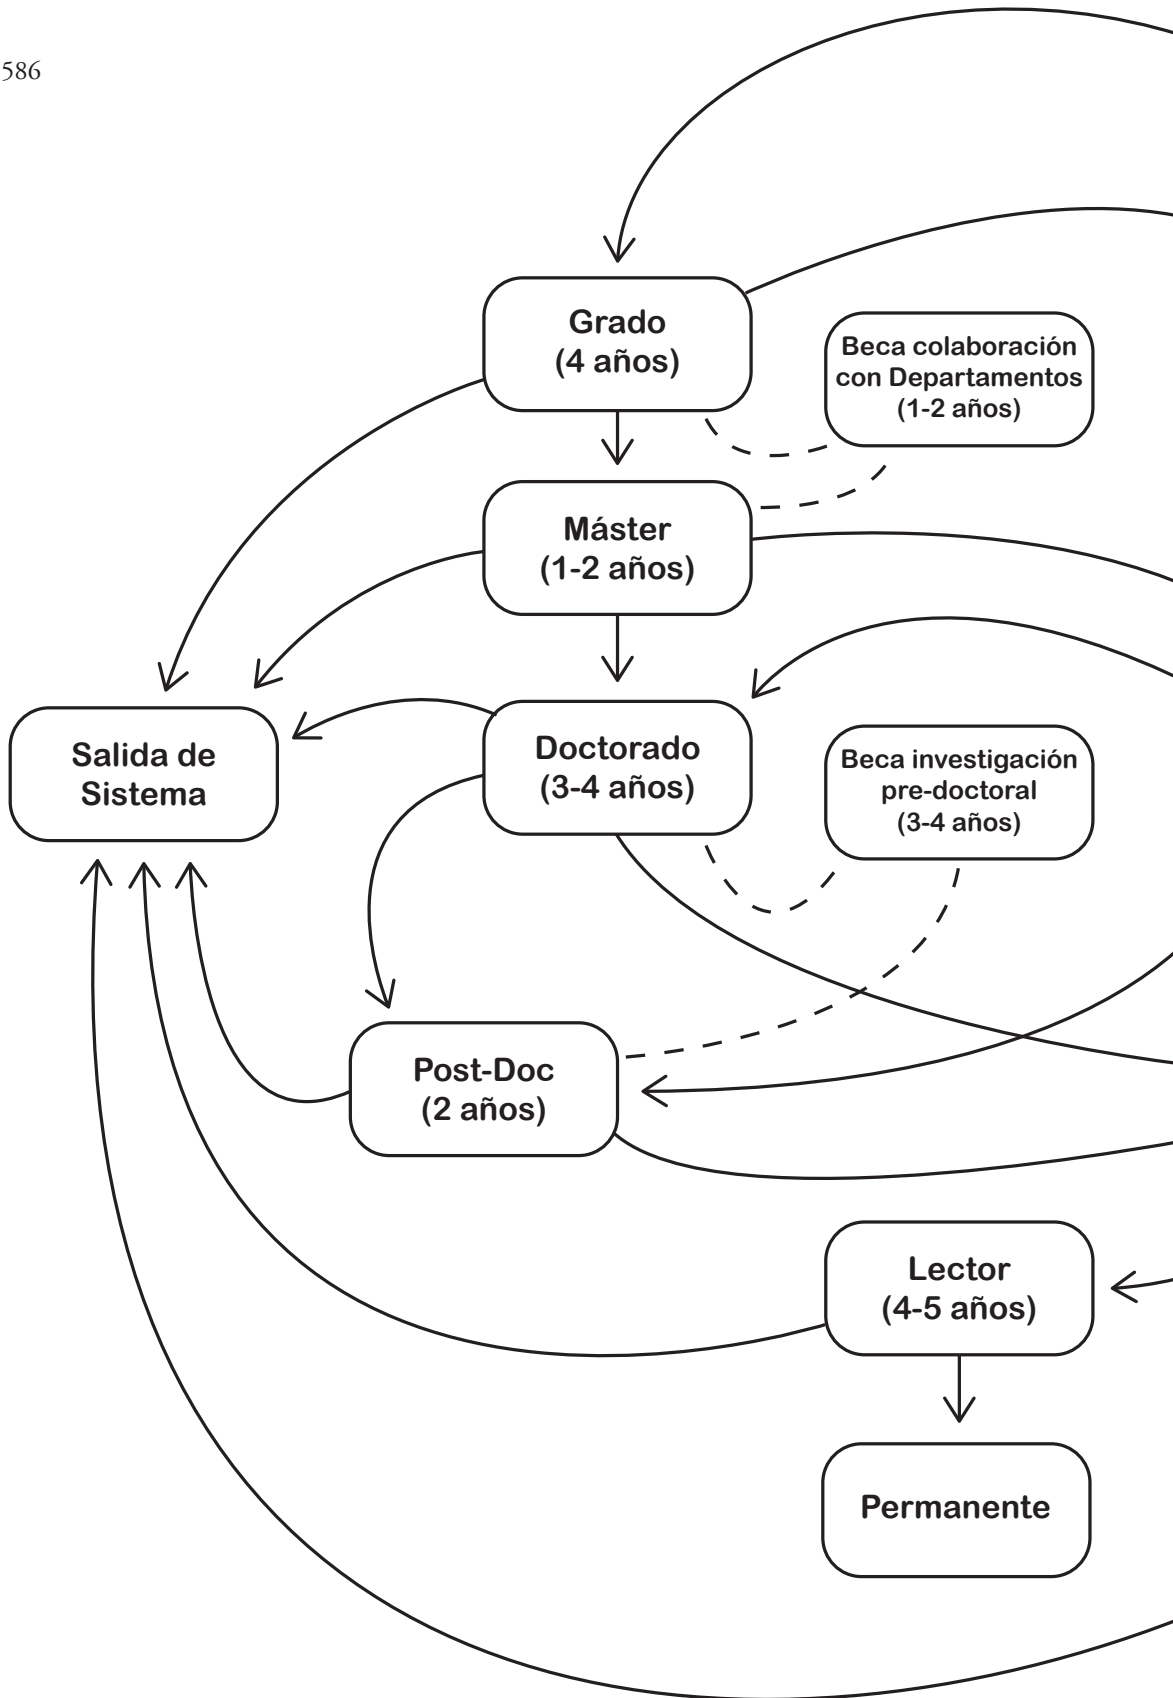 586
Grado
(4 años)
Beca colaboración
con Departamentos
(1-2 años)
Máster
(1-2 años)
Salida de
Sistema
Doctorado
(3-4 años)
Beca investigación
pre-doctoral
(3-4 años)
Post-Doc
(2 años)
Lector
(4-5 años)
Permanente